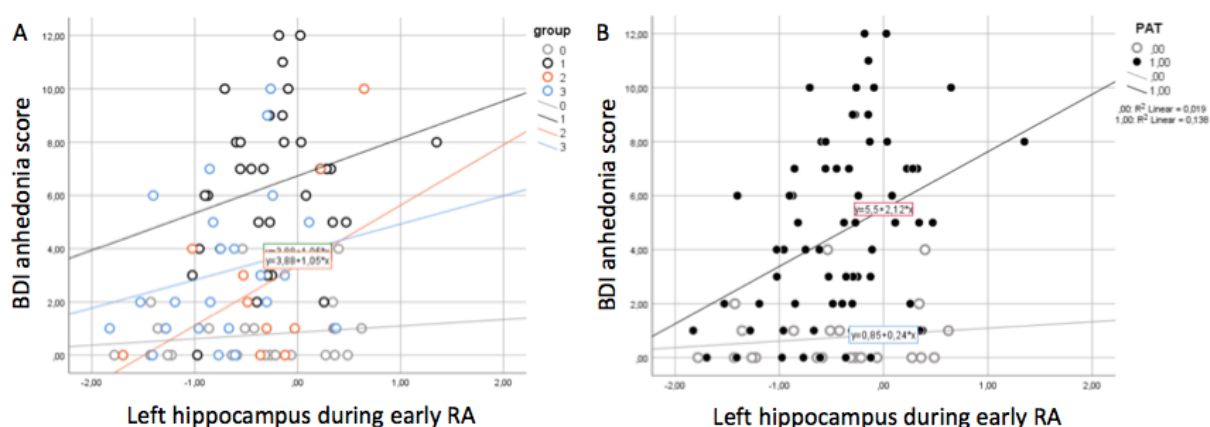 A
BDI anhedonia score
12,00
10,00
8,00
6,00
4,00
2,00
,00
-2,00 -1,00 ,00 1,00 2,00
Left hippocampus during early RA
y=3,88+1,05*x
group
0
1
2
3
0
1
2
3
B
BDI anhedonia score
12,00
10,00
8,00
6,00
4,00
2,00
,00
-2,00 -1,00 ,00 1,00 2,00
Left hippocampus during early RA
y=5,5+2,12*x
y=0,85+0,24*x
PAT
,00
1,00
,00
1,00
,00: R² Linear = 0,019
1,00: R² Linear = 0,138